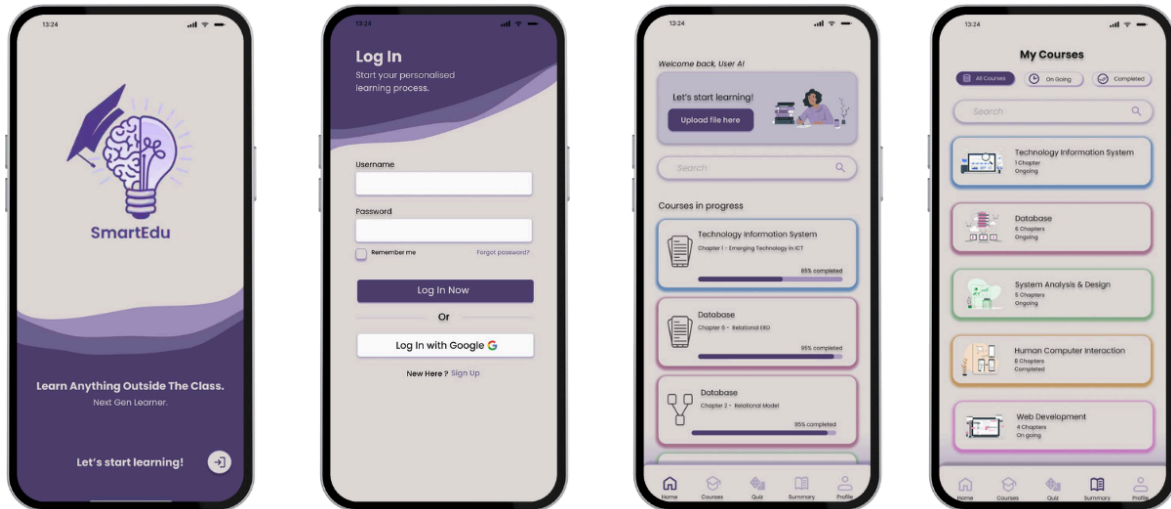 13:24
SmartEdu
Learn Anything Outside The Class.
Next Gen Learner.
Let's start learning!
13:24
Log In
Start your personalised
learning process.
Username
Password
Remember me
Forgot password?
Log In Now
Or
Log In with Google
New Here ? Sign Up
13:24
Welcome back, User A!
Let's start learning!
Upload file here
Search
Courses in progress
Technology Information System
Chapter 1 - Emerging Technology in ICT
85% completed
Database
Chapter 6 - Relational ERD
95% completed
Database
Chapter 2 - Relational Model
95% completed
Home
Courses
Quiz
Summary
Profile
13:24
My Courses
All Courses
On Going
Completed
Search
Technology Information System
1 Chapter
Ongoing
Database
6 Chapters
Ongoing
System Analysis & Design
5 Chapters
Ongoing
Human Computer Interaction
8 Chapters
Completed
Web Development
4 Chapters
On going
Home
Courses
Quiz
Summary
Profile